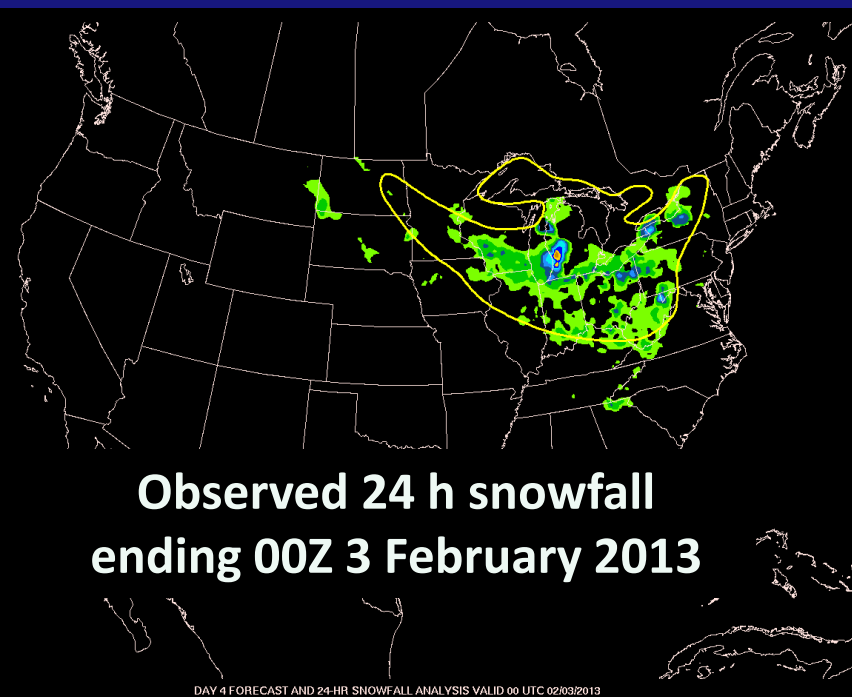 Observed 24 h snowfall
ending 00Z 3 February 2013
DAY 4 FORECAST AND 24-HR SNOWFALL ANALYSIS VALID 00 UTC 02/03/2013